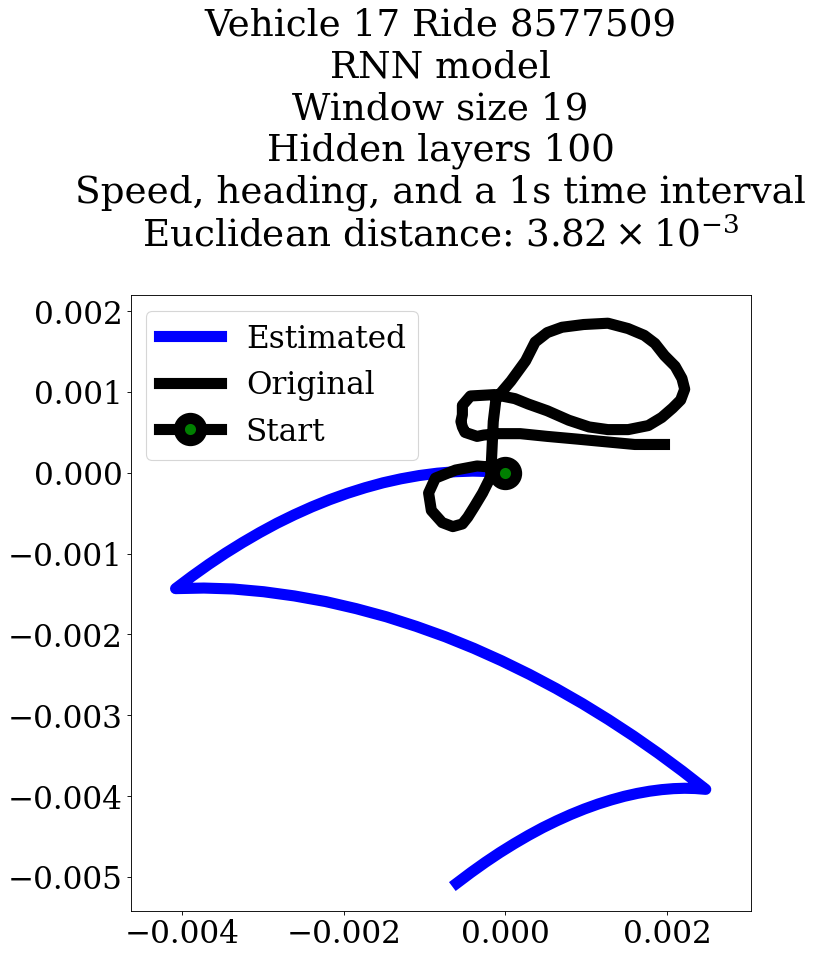 Vehicle 17 Ride 8577509
RNN model
Window size 19
Hidden layers 100
Speed, heading, and a 1s time interval
Euclidean distance: 3.82 × 10⁻³
Estimated
Original
Start
0.002
0.001
0.000
−0.001
−0.002
−0.003
−0.004
−0.005
−0.004 −0.002 0.000 0.002